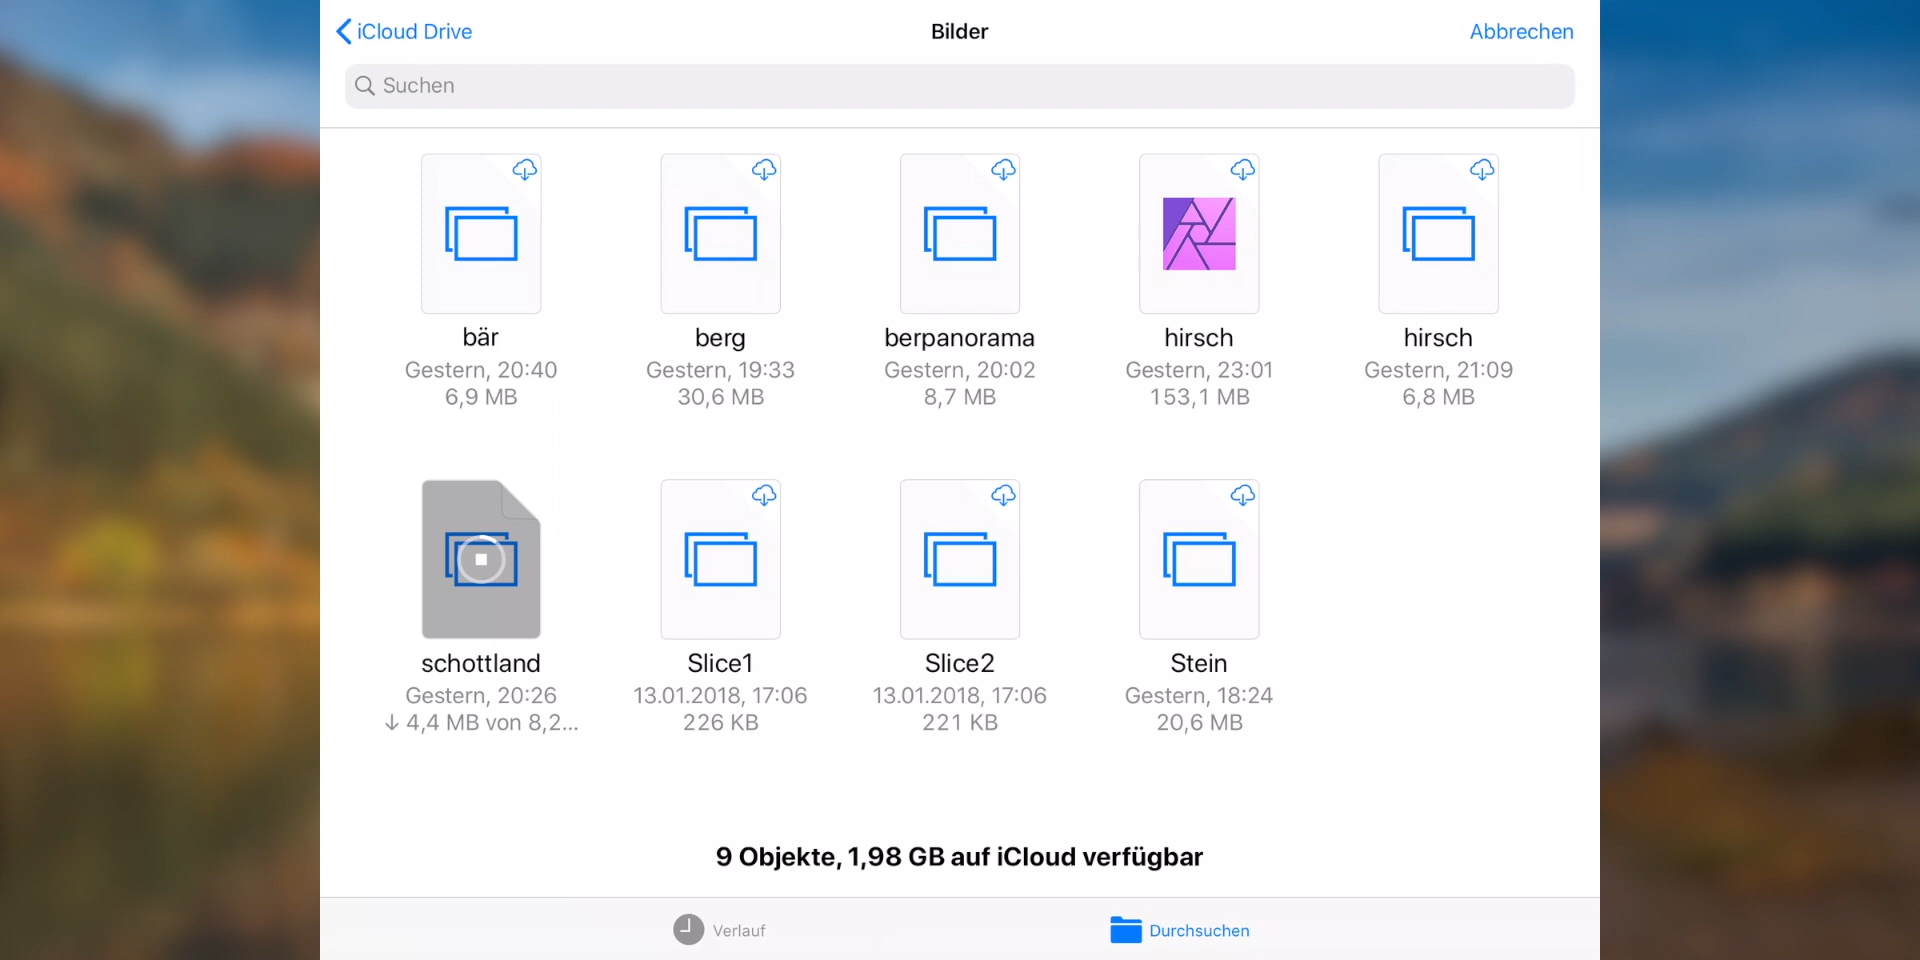 iCloud Drive
Bilder
Abbrechen
Suchen
bär
Gestern, 20:40
6,9 MB
berg
Gestern, 19:33
30,6 MB
berpanorama
Gestern, 20:02
8,7 MB
hirsch
Gestern, 23:01
153,1 MB
hirsch
Gestern, 21:09
6,8 MB
schottland
Gestern, 20:26
↓ 4,4 MB von 8,2...
Slice1
13.01.2018, 17:06
226 KB
Slice2
13.01.2018, 17:06
221 KB
Stein
Gestern, 18:24
20,6 MB
9 Objekte, 1,98 GB auf iCloud verfügbar
Verlauf
Durchsuchen